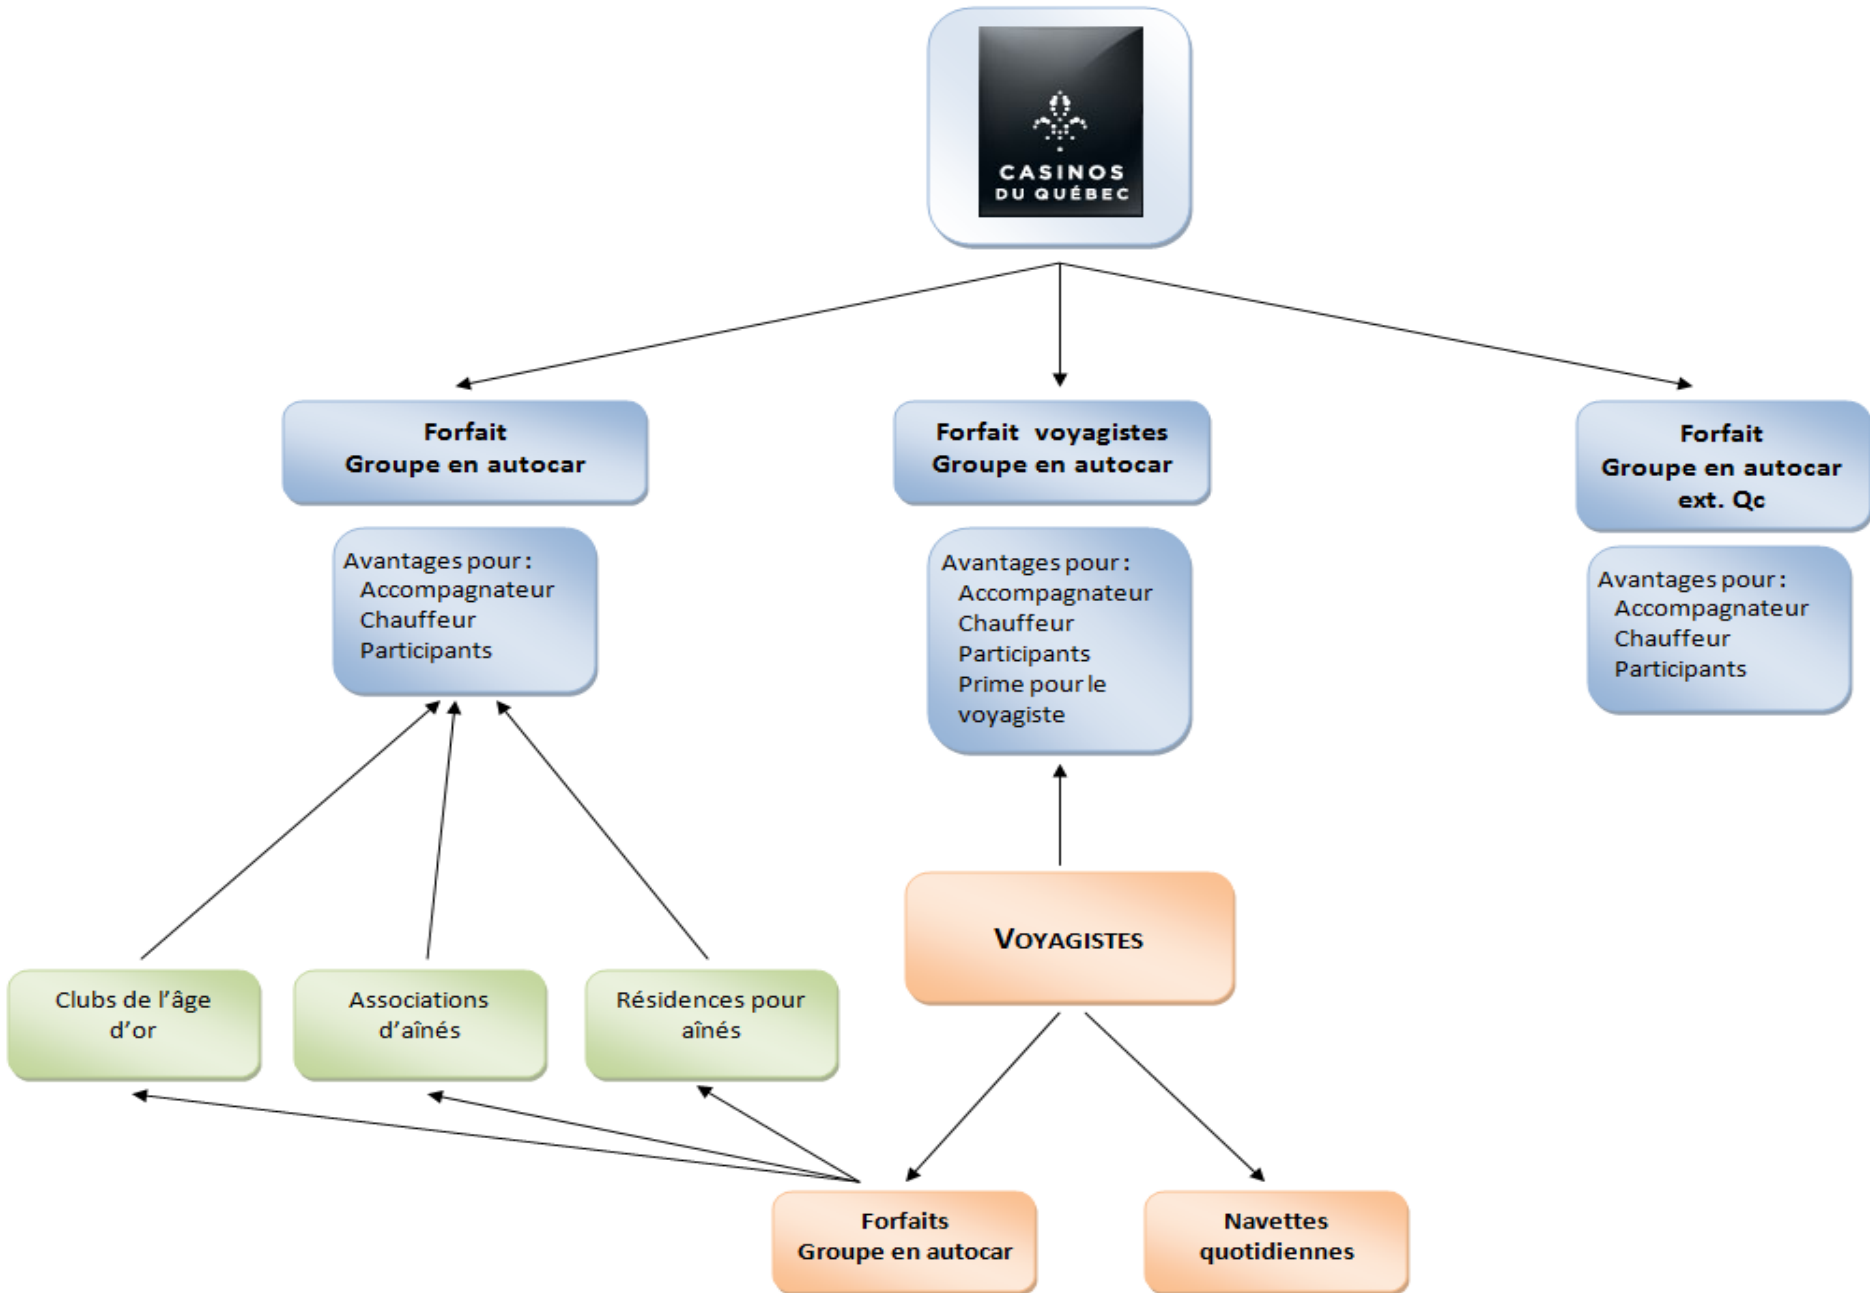 CASINOS
DU QUÉBEC
Forfait
Groupe en autocar
Forfait voyagistes
Groupe en autocar
Forfait
Groupe en autocar
ext. Qc
Avantages pour :
Accompagnateur
Chauffeur
Participants
Avantages pour :
Accompagnateur
Chauffeur
Participants
Prime pour le
voyagiste
Avantages pour :
Accompagnateur
Chauffeur
Participants
VOYAGISTES
Clubs de l’âge
d’or
Associations
d’aînés
Résidences pour
aînés
Forfaits
Groupe en autocar
Navettes
quotidiennes